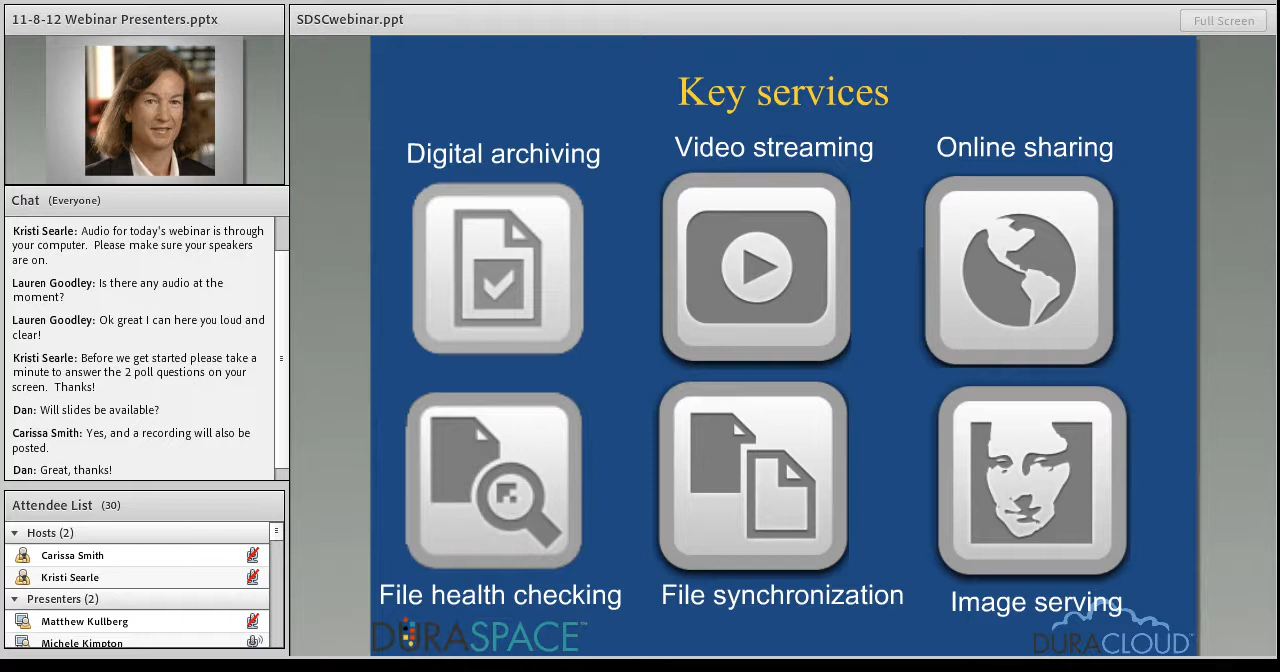 11-8-12 Webinar Presenters.pptx
Chat (Everyone)
Kristi Searle: Audio for today's webinar is through
your computer. Please make sure your speakers
are on.
Lauren Goodley: Is there any audio at the
moment?
Lauren Goodley: Ok great I can here you loud and
clear!
Kristi Searle: Before we get started please take a
minute to answer the 2 poll questions on your
screen. Thanks!
Dan: Will slides be available?
Carissa Smith: Yes, and a recording will also be
posted.
Dan: Great, thanks!
Attendee List (30)
Hosts (2)
Carissa Smith
Kristi Searle
Presenters (2)
Matthew Kullberg
Michele Kimpton
SDSCwebinar.ppt
Full Screen
Key services
Digital archiving
Video streaming
Online sharing
File health checking
File synchronization
Image serving
DURASPACE™
DURACLOUD™